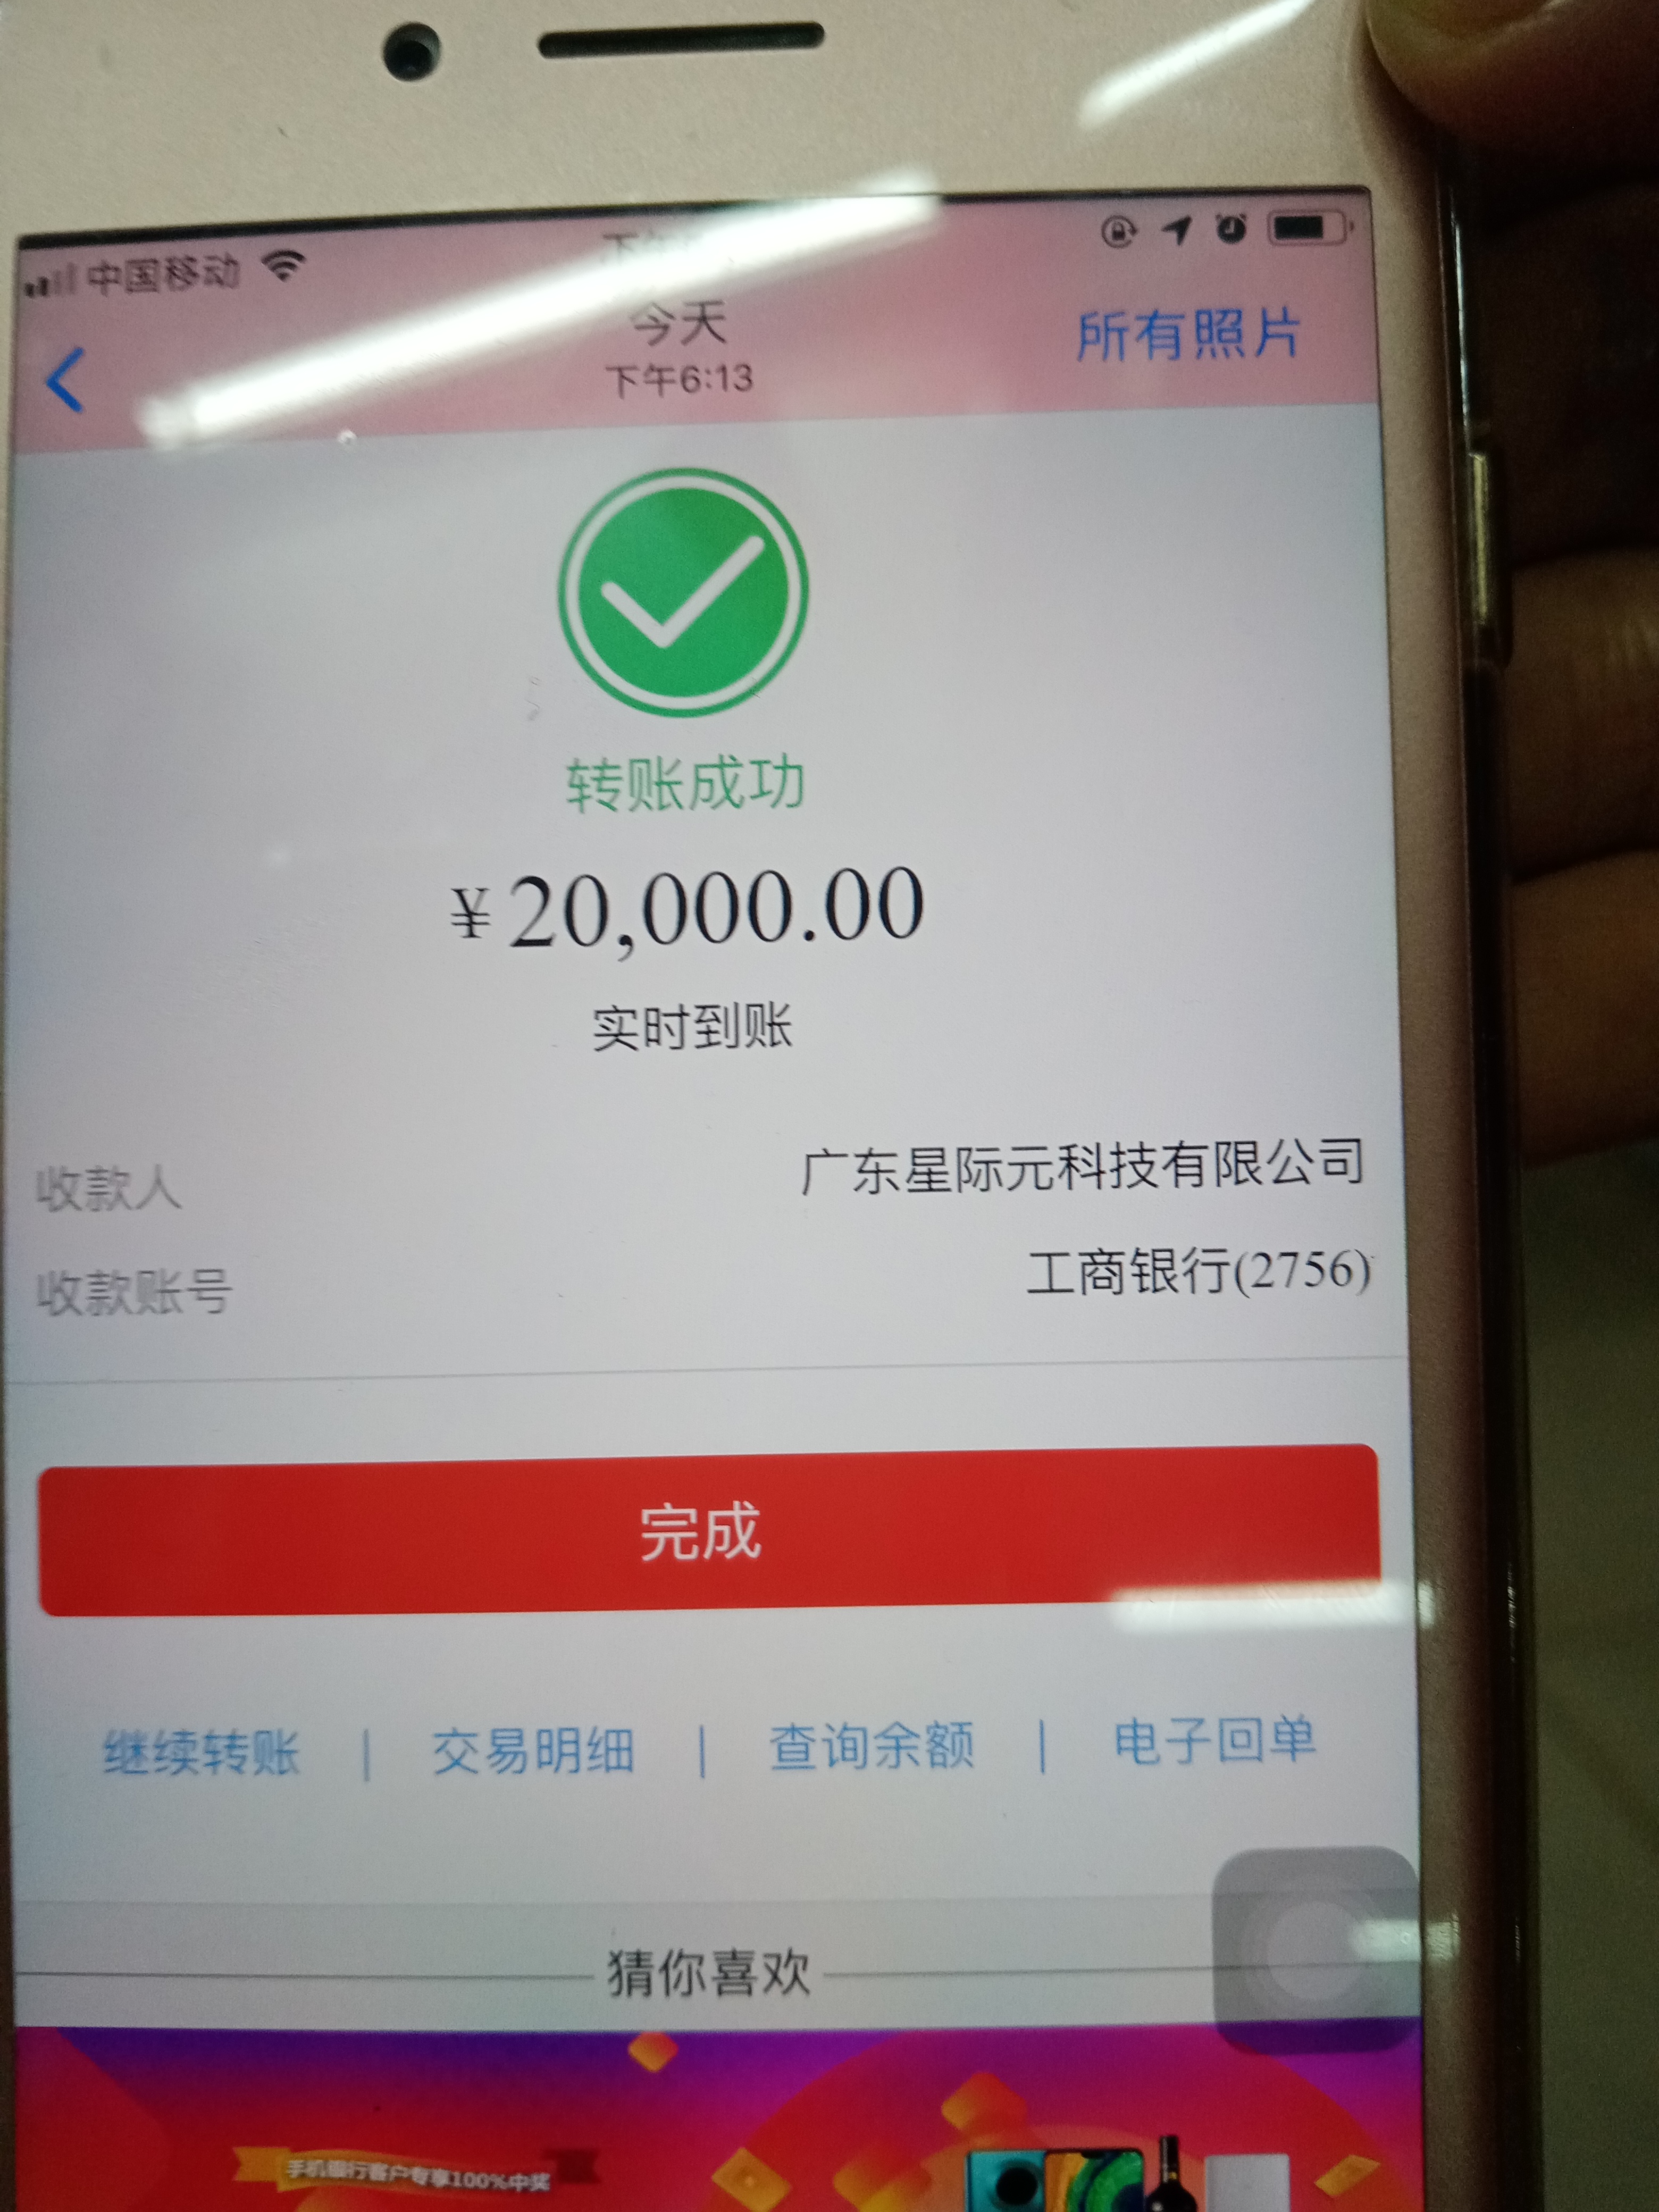 中国移动
今天
下午6:13
所有照片
转账成功
¥20,000.00
实时到账
收款人 广东星际元科技有限公司
收款账号 工商银行(2756)
完成
继续转账 | 交易明细 | 查询余额 | 电子回单
猜你喜欢
手机银行客户专享100%中奖